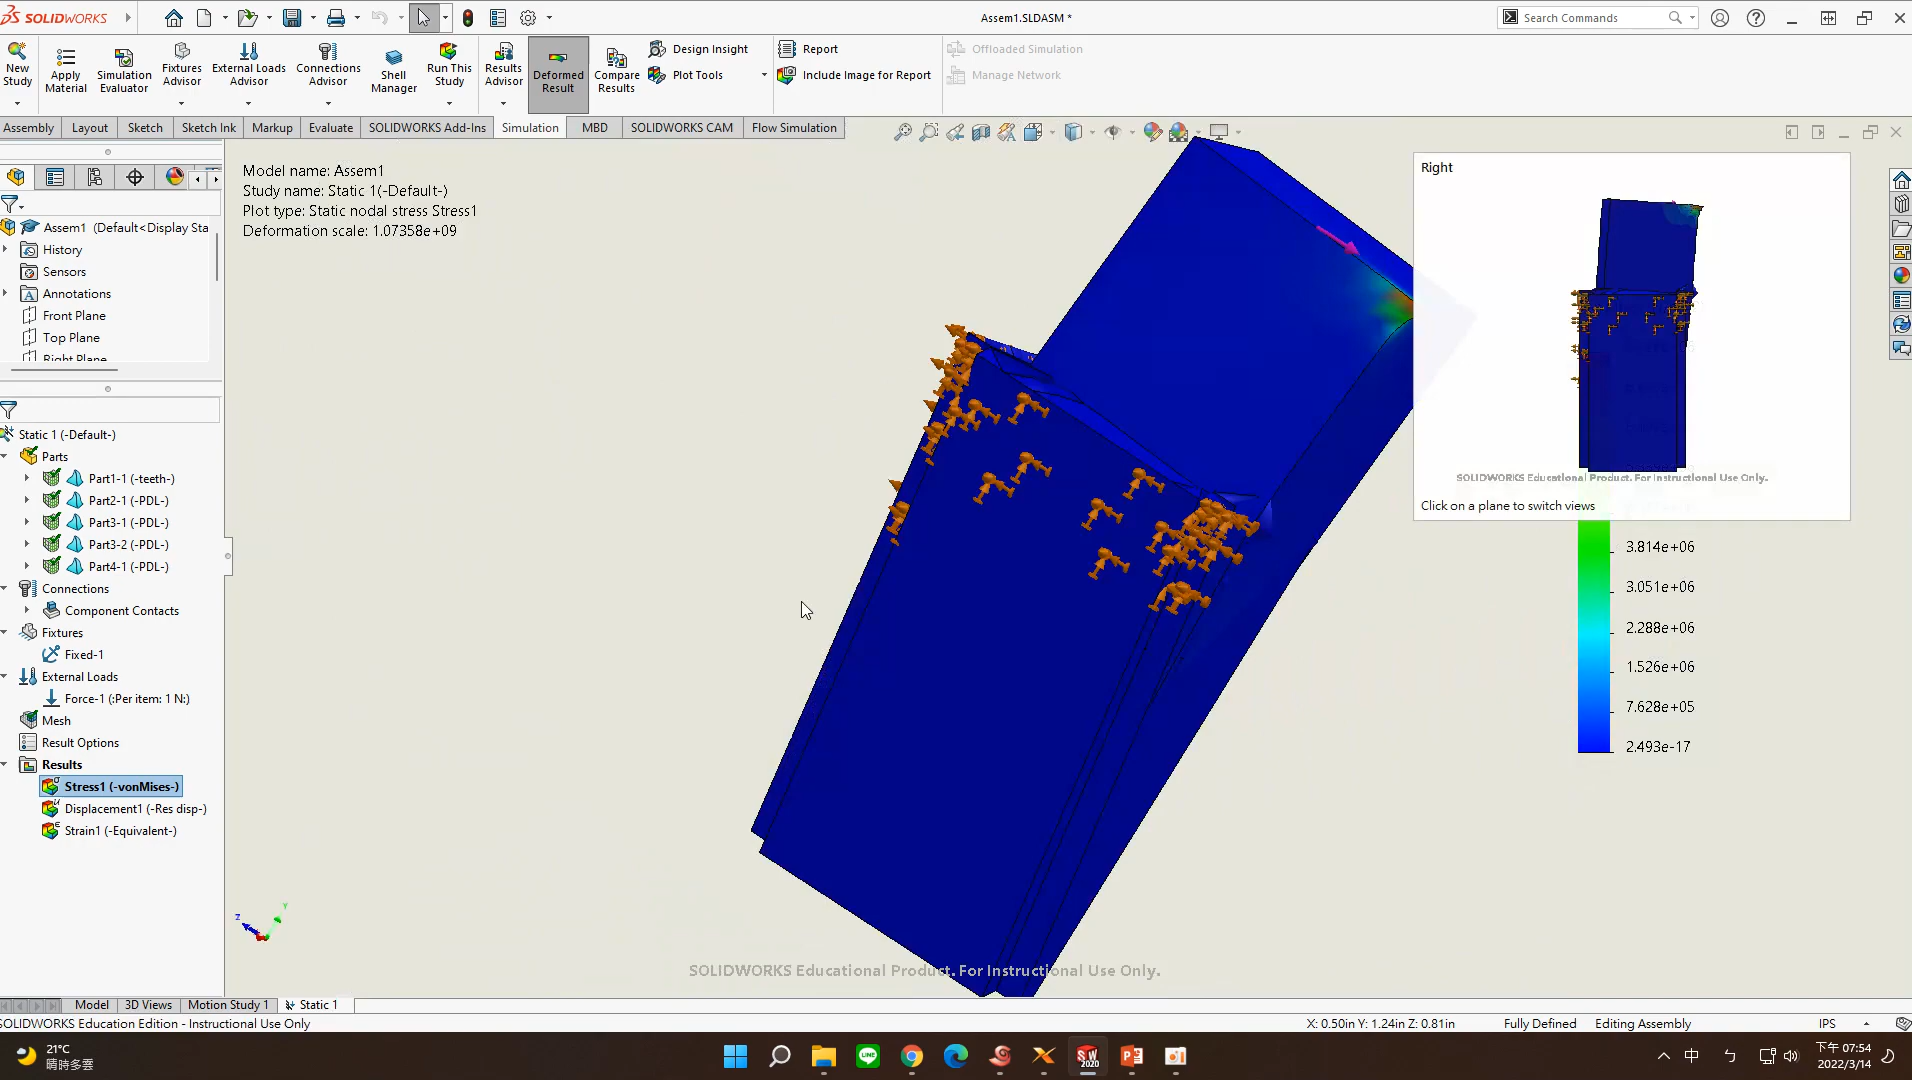 SOLIDWORKS
Assem1.SLDASM *
Search Commands
New Study
Apply Material
Simulation Evaluator
Fixtures Advisor
External Loads Advisor
Connections Advisor
Shell Manager
Run This Study
Results Advisor
Deformed Result
Compare Results
Design Insight
Plot Tools
Report
Include Image for Report
Offloaded Simulation
Manage Network
Assembly
Layout
Sketch
Sketch Ink
Markup
Evaluate
SOLIDWORKS Add-Ins
Simulation
MBD
SOLIDWORKS CAM
Flow Simulation
Assem1 (Default<Display Sta
History
Sensors
Annotations
Front Plane
Top Plane
Right Plane
Static 1 (-Default-)
Parts
Part1-1 (-teeth-)
Part2-1 (-PDL-)
Part3-1 (-PDL-)
Part3-2 (-PDL-)
Part4-1 (-PDL-)
Connections
Component Contacts
Fixtures
Fixed-1
External Loads
Force-1 (:Per item: 1 N:)
Mesh
Result Options
Results
Stress1 (-vonMises-)
Displacement1 (-Res disp-)
Strain1 (-Equivalent-)
Model name: Assem1
Study name: Static 1(-Default-)
Plot type: Static nodal stress Stress1
Deformation scale: 1.07358e+09
Right
SOLIDWORKS Educational Product. For Instructional Use Only.
Click on a plane to switch views
3.814e+06
3.051e+06
2.288e+06
1.526e+06
7.628e+05
2.493e-17
Z
Y
SOLIDWORKS Educational Product. For Instructional Use Only.
Model
3D Views
Motion Study 1
Static 1
SOLIDWORKS Education Edition - Instructional Use Only
X: 0.50in Y: 1.24in Z: 0.81in
Fully Defined
Editing Assembly
IPS
21°C
晴時多雲
LINE
SW
2020
中
ㄅ
下午 07:54
2022/3/14